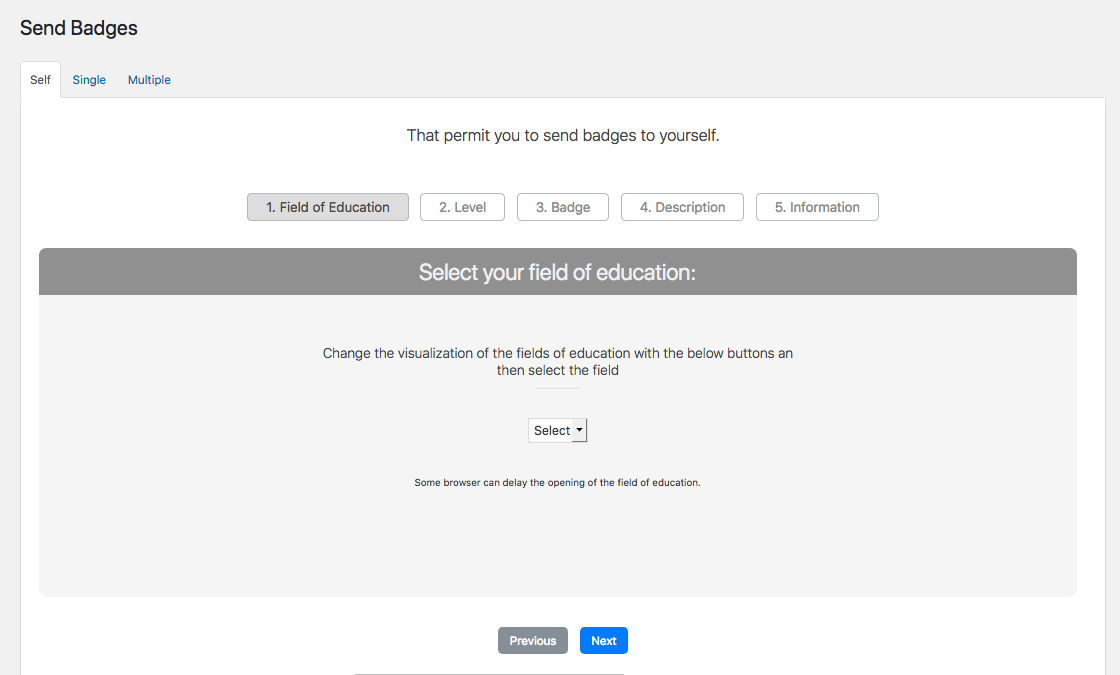 Send Badges
Self Single Multiple
That permit you to send badges to yourself.
1. Field of Education 2. Level 3. Badge 4. Description 5. Information
Select your field of education:
Change the visualization of the fields of education with the below buttons an
then select the field
Select
Some browser can delay the opening of the field of education.
Previous Next